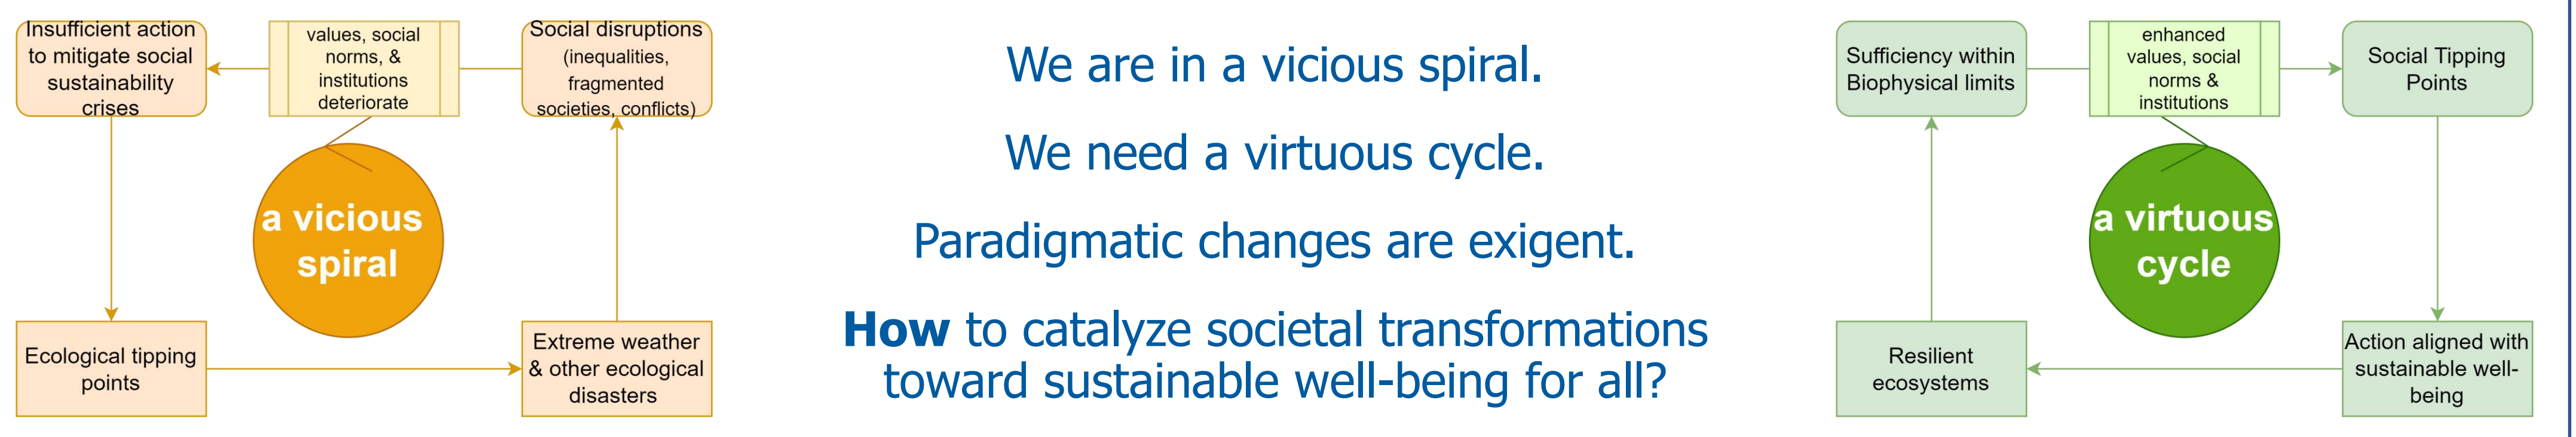 Insufficient action
to mitigate social
sustainability
crises
values, social
norms, &
institutions
deteriorate
Social disruptions
(inequalities,
fragmented
societies, conflicts)
a vicious
spiral
Ecological tipping
points
Extreme weather
& other ecological
disasters
We are in a vicious spiral.
We need a virtuous cycle.
Paradigmatic changes are exigent.
How to catalyze societal transformations
toward sustainable well-being for all?
Sufficiency within
Biophysical limits
enhanced
values, social
norms &
institutions
Social Tipping
Points
a virtuous
cycle
Resilient
ecosystems
Action aligned with
sustainable well-
being